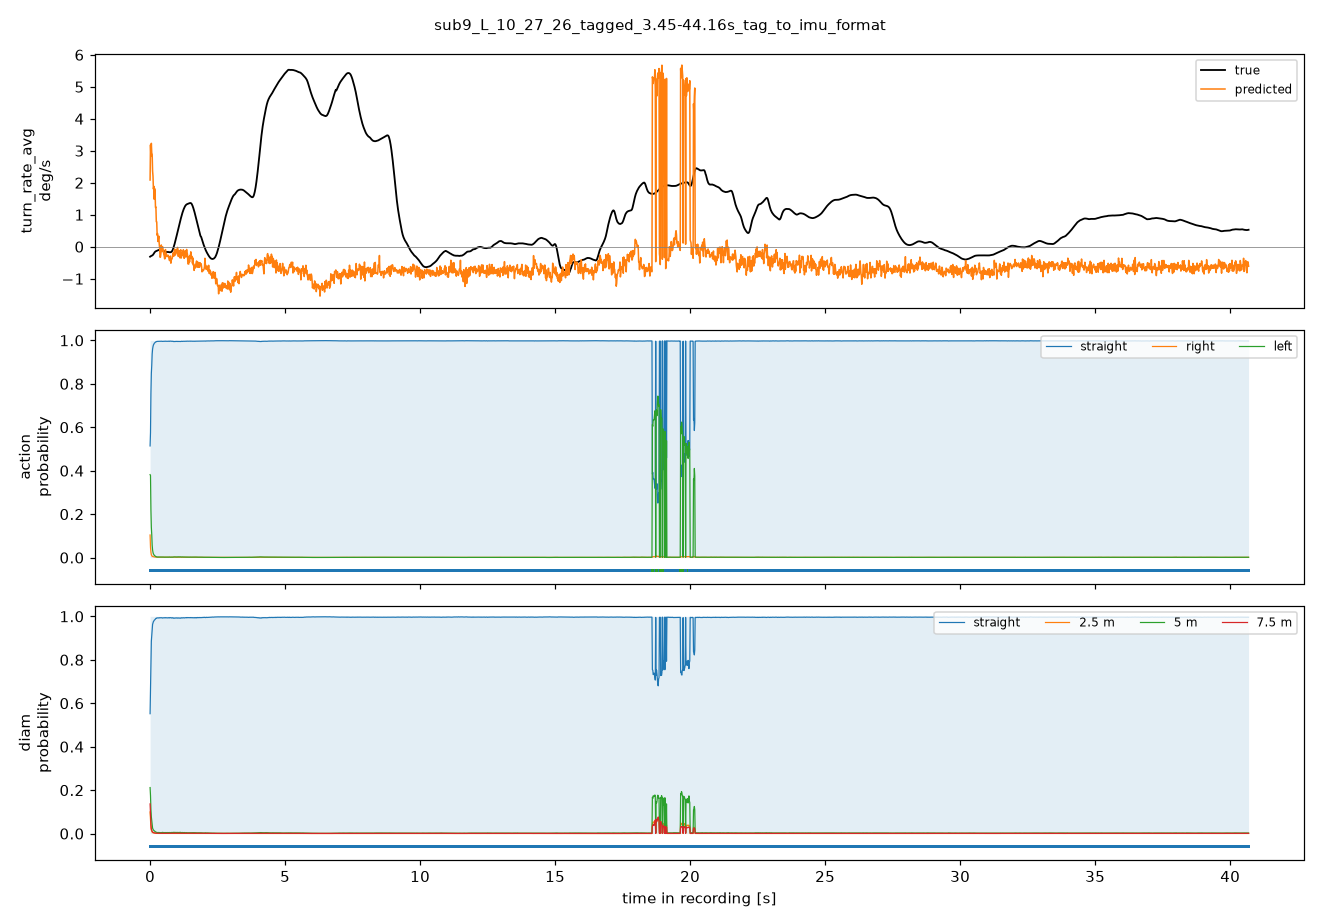 sub9_L_10_27_26_tagged_3.45-44.16s_tag_to_imu_format
turn_rate_avg
deg/s
6
5
4
3
2
1
0
−1
true
predicted
action
probability
1.0
0.8
0.6
0.4
0.2
0.0
straight right left
diam
probability
1.0
0.8
0.6
0.4
0.2
0.0
straight 2.5 m 5 m 7.5 m
0 5 10 15 20 25 30 35 40
time in recording [s]